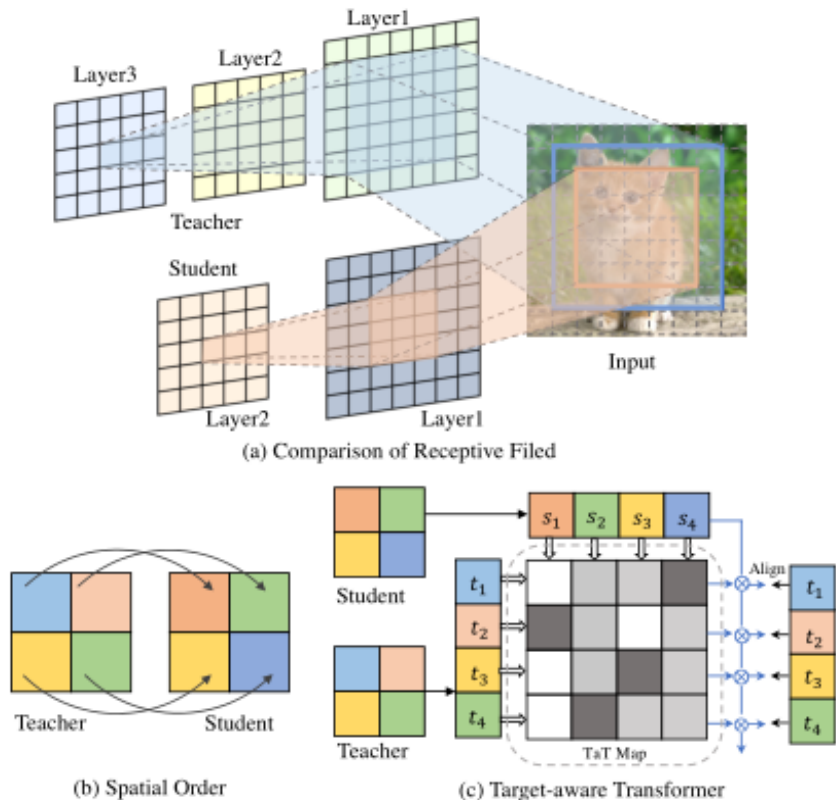 Layer1
Layer2
Layer3
Teacher
Student
Input
Layer2
Layer1
(a) Comparison of Receptive Filed
s1 s2 s3 s4
Align
t1 t1
Student
t2 t2
t3 t3
t4 t4
Teacher Student
Teacher
TaT Map
(b) Spatial Order
(c) Target-aware Transformer